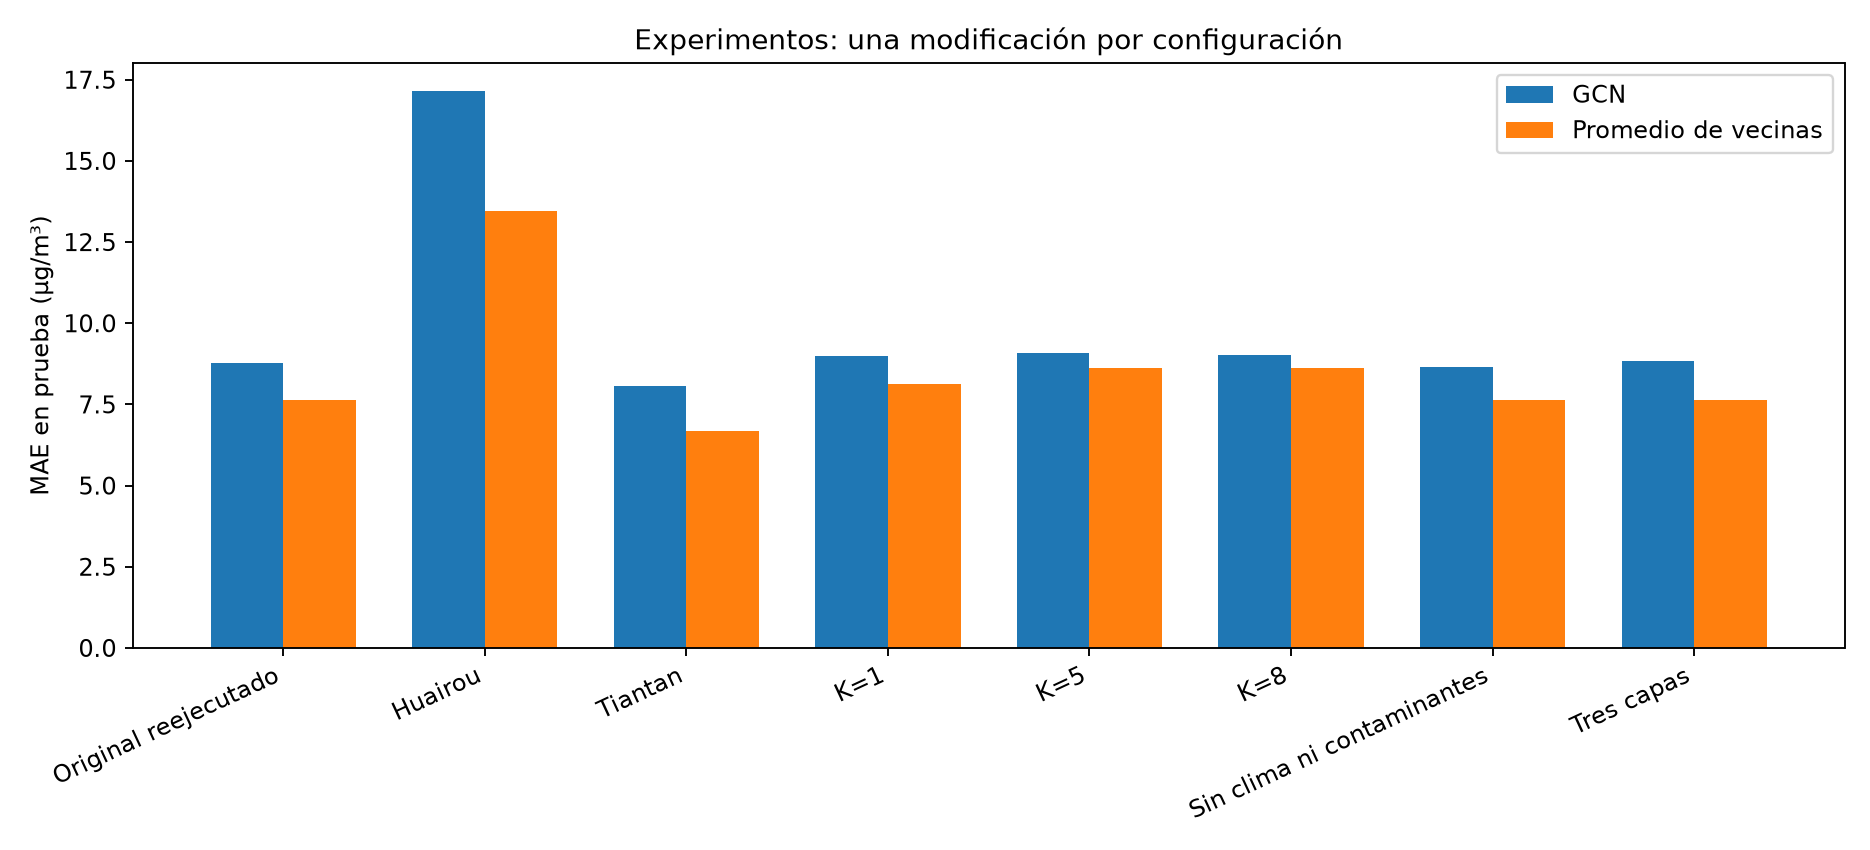 Experimentos: una modificación por configuración
GCN
Promedio de vecinas
MAE en prueba (µg/m³)
17.5
15.0
12.5
10.0
7.5
5.0
2.5
0.0
Original reejecutado
Huairou
Tiantan
K=1
K=5
K=8
Sin clima ni contaminantes
Tres capas